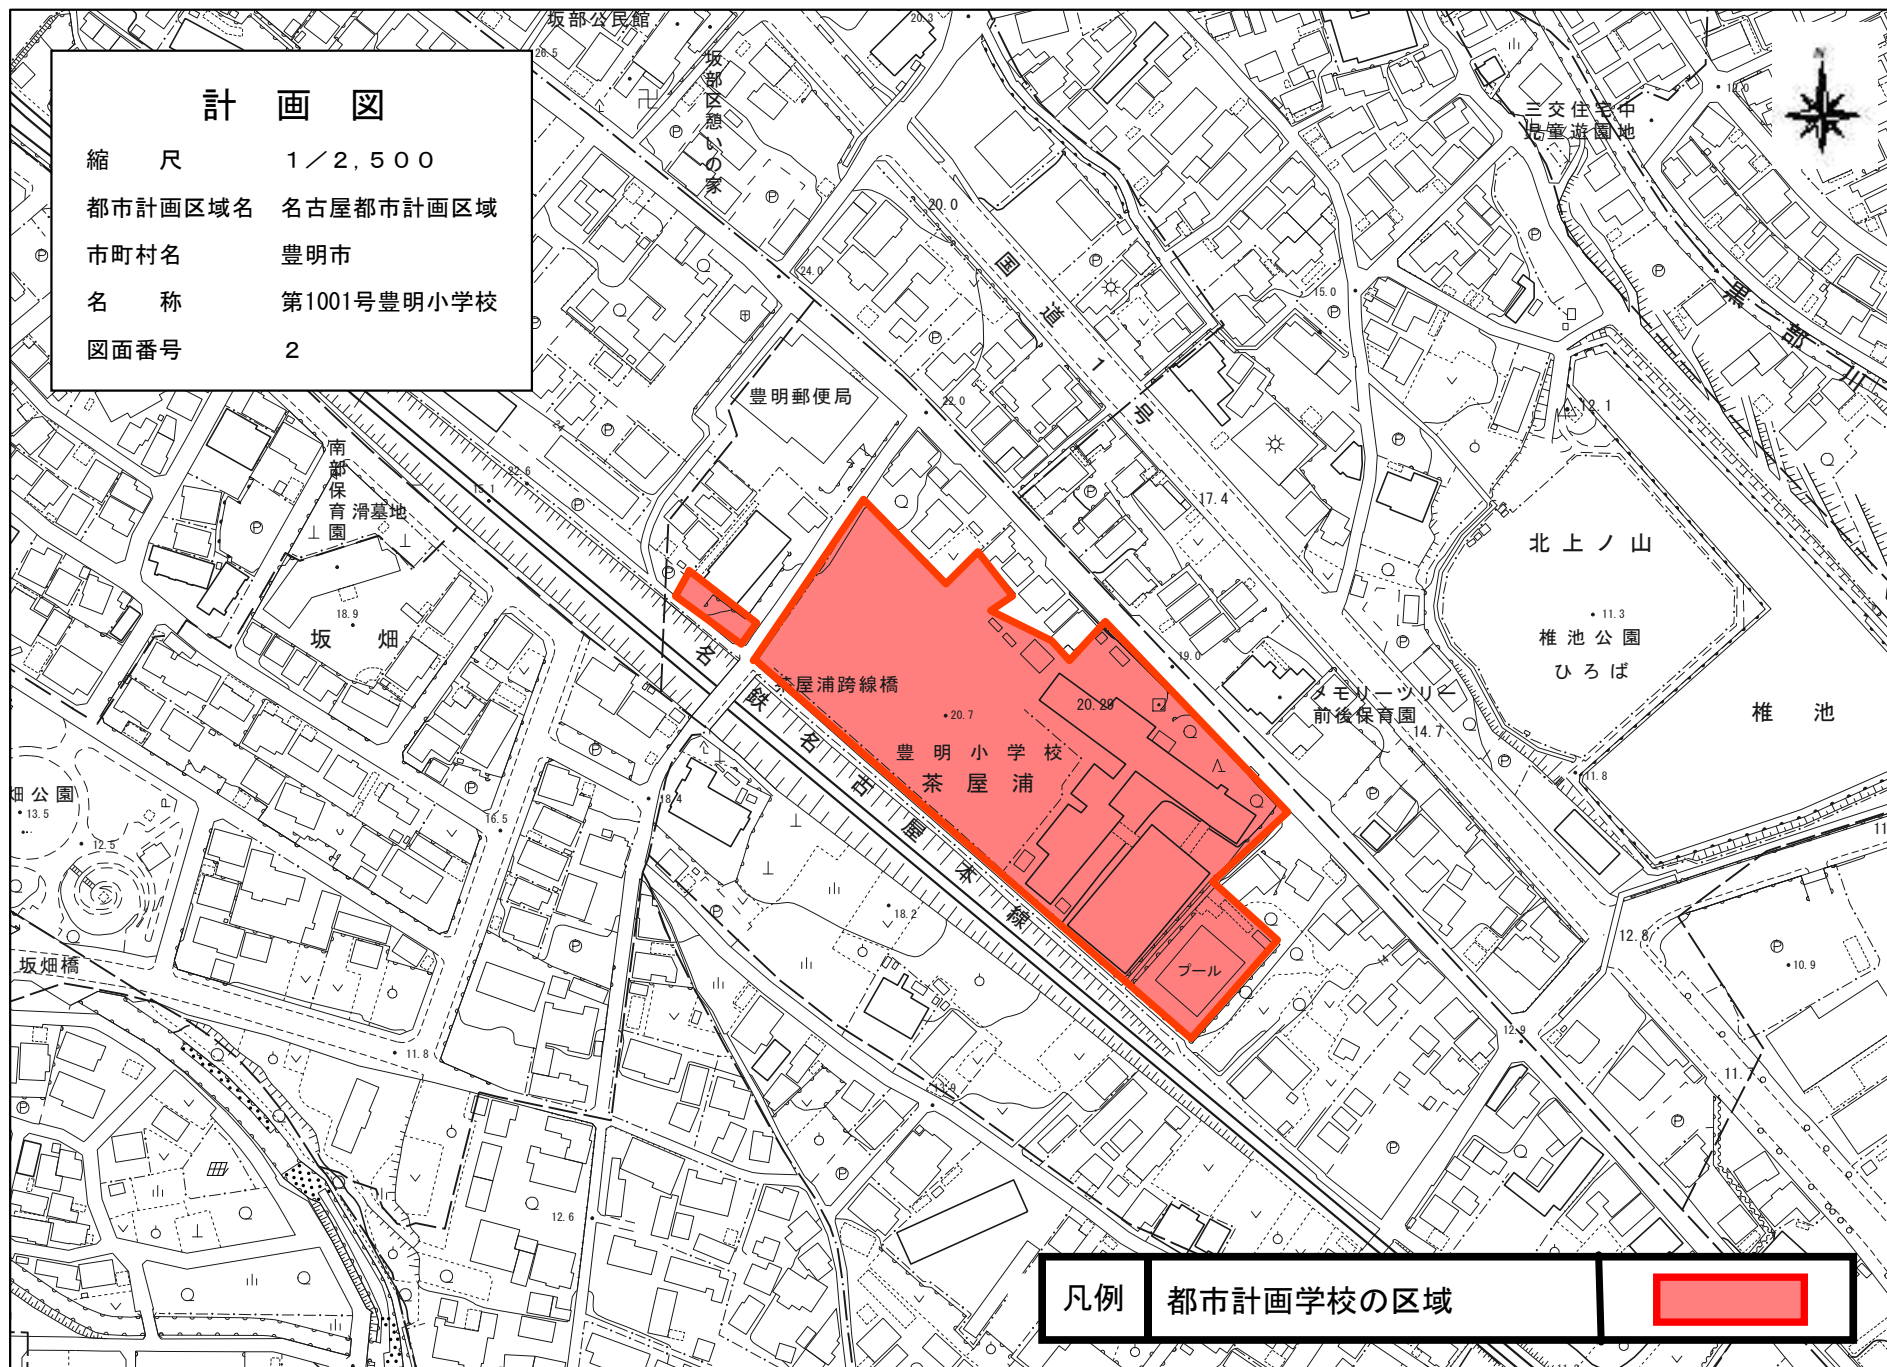 計画図
縮　尺　1／2,500
都市計画区域名　名古屋都市計画区域
市町村名　豊明市
名　称　第1001号豊明小学校
図面番号　2
坂部公民館
20.3
26.5
坂部区憩いの家
三交住宅中
児童遊園地
20.0
24.0
国道1号
15.0
黒部川
豊明郵便局
22.0
12.1
24
22.6
15.1
南部保育園
滑墓地
17.4
北上ノ山
11.3
椎池公園
ひろば
椎池
18.9
坂畑
19.0
メモリーツリー
前後保育園
14.7
11.8
茶屋浦跨線橋
20.29
20.7
豊明小学校
茶屋浦
名鉄名古屋本線
畑公園
13.5
12.5
16.5
18.4
18.2
プール
14
12.8
10.9
坂畑橋
11.8
12.9
11.7
13.9
12.6
凡例
都市計画学校の区域